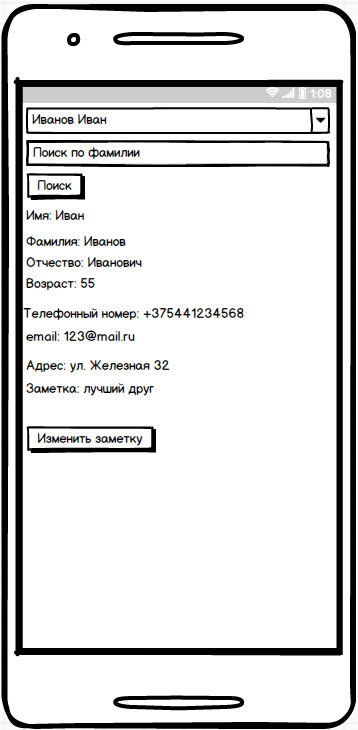 1:08
Иванов Иван
Поиск по фамилии
Поиск
Имя: Иван
Фамилия: Иванов
Отчество: Иванович
Возраст: 55
Телефонный номер: +375441234568
email: 123@mail.ru
Адрес: ул. Железная 32
Заметка: лучший друг
Изменить заметку